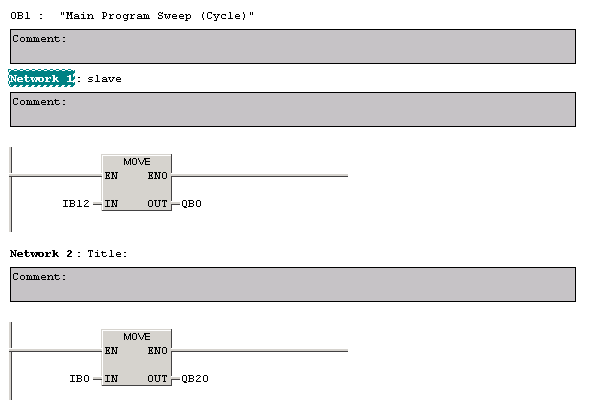 OB1 : "Main Program Sweep (Cycle)"
Comment:
Network 1: slave
Comment:
MOVE
EN ENO
IB12 IN OUT QB0
Network 2 : Title:
Comment:
MOVE
EN ENO
IB0 IN OUT QB20